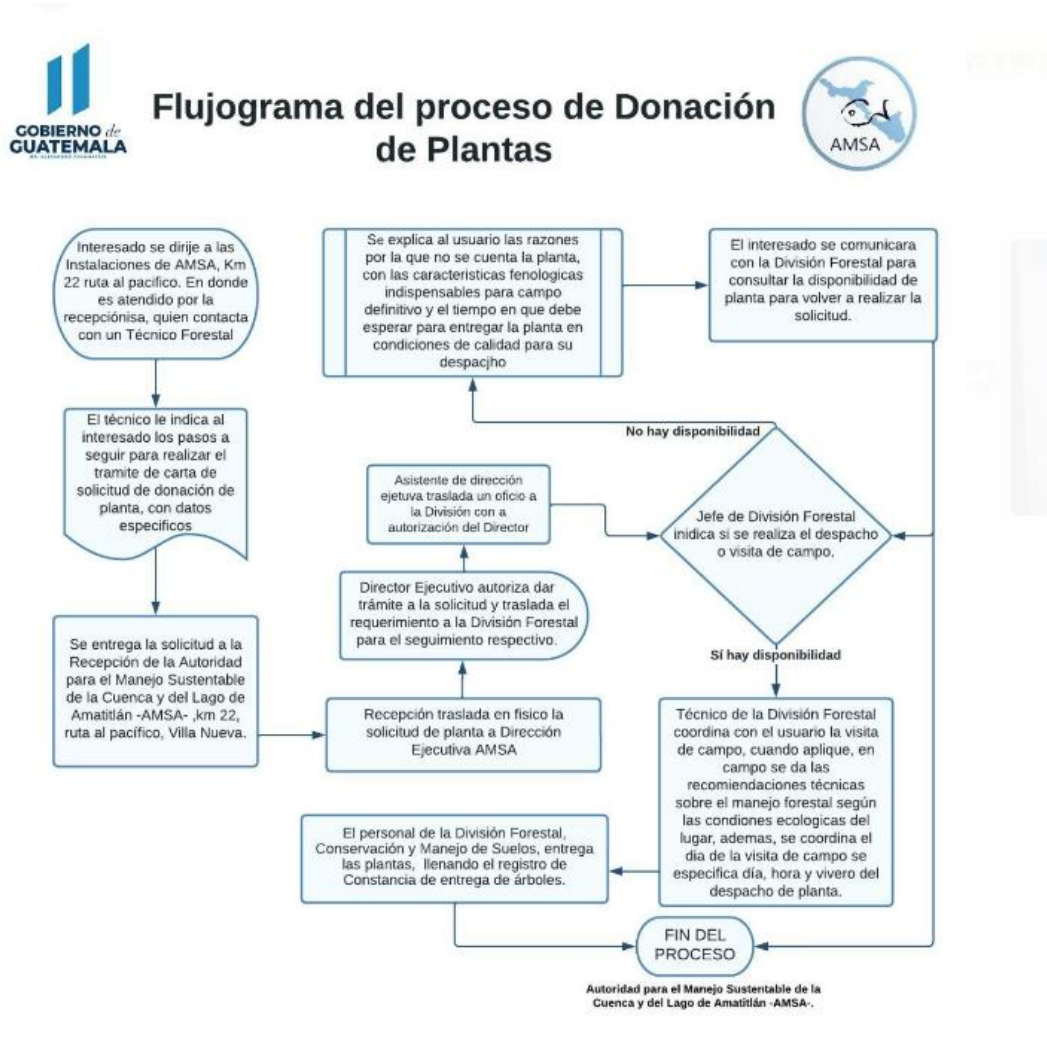 GOBIERNO de
GUATEMALA
Flujograma del proceso de Donación
de Plantas
AMSA
Interesado se dirije a las
Instalaciones de AMSA, Km
22 ruta al pacifico. En donde
es atendido por la
recepciónisa, quien contacta
con un Técnico Forestal
El técnico le indica al
interesado los pasos a
seguir para realizar el
tramite de carta de
solicitud de donación de
planta, con datos
especificos
Se entrega la solicitud a la
Recepción de la Autoridad
para el Manejo Sustentable
de la Cuenca y del Lago de
Amatitlán -AMSA- ,km 22,
ruta al pacífico, Villa Nueva.
Recepción traslada en fisico la
solicitud de planta a Dirección
Ejecutiva AMSA
Director Ejecutivo autoriza dar
trámite a la solicitud y traslada el
requerimiento a la División Forestal
para el seguimiento respectivo.
Asistente de dirección
ejetuva traslada un oficio a
la División con a
autorización del Director
Jefe de División Forestal
inidica si se realiza el despacho
o visita de campo.
No hay disponibilidad
Se explica al usuario las razones
por la que no se cuenta la planta,
con las caracteristicas fenologicas
indispensables para campo
definitivo y el tiempo en que debe
esperar para entregar la planta en
condiciones de calidad para su
despacjho
El interesado se comunicara
con la División Forestal para
consultar la disponibilidad de
planta para volver a realizar la
solicitud.
Sí hay disponibilidad
Técnico de la División Forestal
coordina con el usuario la visita
de campo, cuando aplique, en
campo se da las
recomiendaciones técnicas
sobre el manejo forestal según
las condiones ecologicas del
lugar, ademas, se coordina el
dia de la visita de campo se
especifica día, hora y vivero del
despacho de planta.
El personal de la División Forestal,
Conservación y Manejo de Suelos, entrega
las plantas, llenando el registro de
Constancia de entrega de árboles.
FIN DEL
PROCESO
Autoridad para el Manejo Sustentable de la
Cuenca y del Lago de Amatitlán -AMSA-.